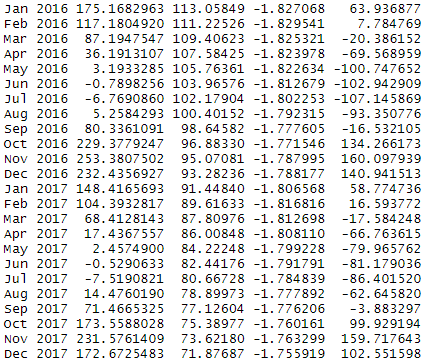 Jan 2016 175.1682963 113.05849 -1.827068 63.936877
Feb 2016 117.1804920 111.22526 -1.829541 7.784769
Mar 2016 87.1947547 109.40623 -1.825321 -20.386152
Apr 2016 36.1913107 107.58425 -1.823978 -69.568959
May 2016 3.1933285 105.76361 -1.822634 -100.747652
Jun 2016 -0.7898256 103.96576 -1.812679 -102.942909
Jul 2016 -6.7690860 102.17904 -1.802253 -107.145869
Aug 2016 5.2584293 100.40152 -1.792315 -93.350776
Sep 2016 80.3361091 98.64582 -1.777605 -16.532105
Oct 2016 229.3779247 96.88330 -1.771546 134.266173
Nov 2016 253.3807502 95.07081 -1.787995 160.097939
Dec 2016 232.4356927 93.28236 -1.788177 140.941513
Jan 2017 148.4165693 91.44840 -1.806568 58.774736
Feb 2017 104.3932817 89.61633 -1.816816 16.593772
Mar 2017 68.4128143 87.80976 -1.812698 -17.584248
Apr 2017 17.4367557 86.00848 -1.808110 -66.763615
May 2017 2.4574900 84.22248 -1.799228 -79.965762
Jun 2017 -0.5290633 82.44176 -1.791791 -81.179036
Jul 2017 -7.5190821 80.66728 -1.784839 -86.401520
Aug 2017 14.4760190 78.89973 -1.777892 -62.645820
Sep 2017 71.4665325 77.12604 -1.776206 -3.883297
Oct 2017 173.5588028 75.38977 -1.760161 99.929194
Nov 2017 231.5761409 73.62180 -1.763299 159.717643
Dec 2017 172.6725483 71.87687 -1.755919 102.551598